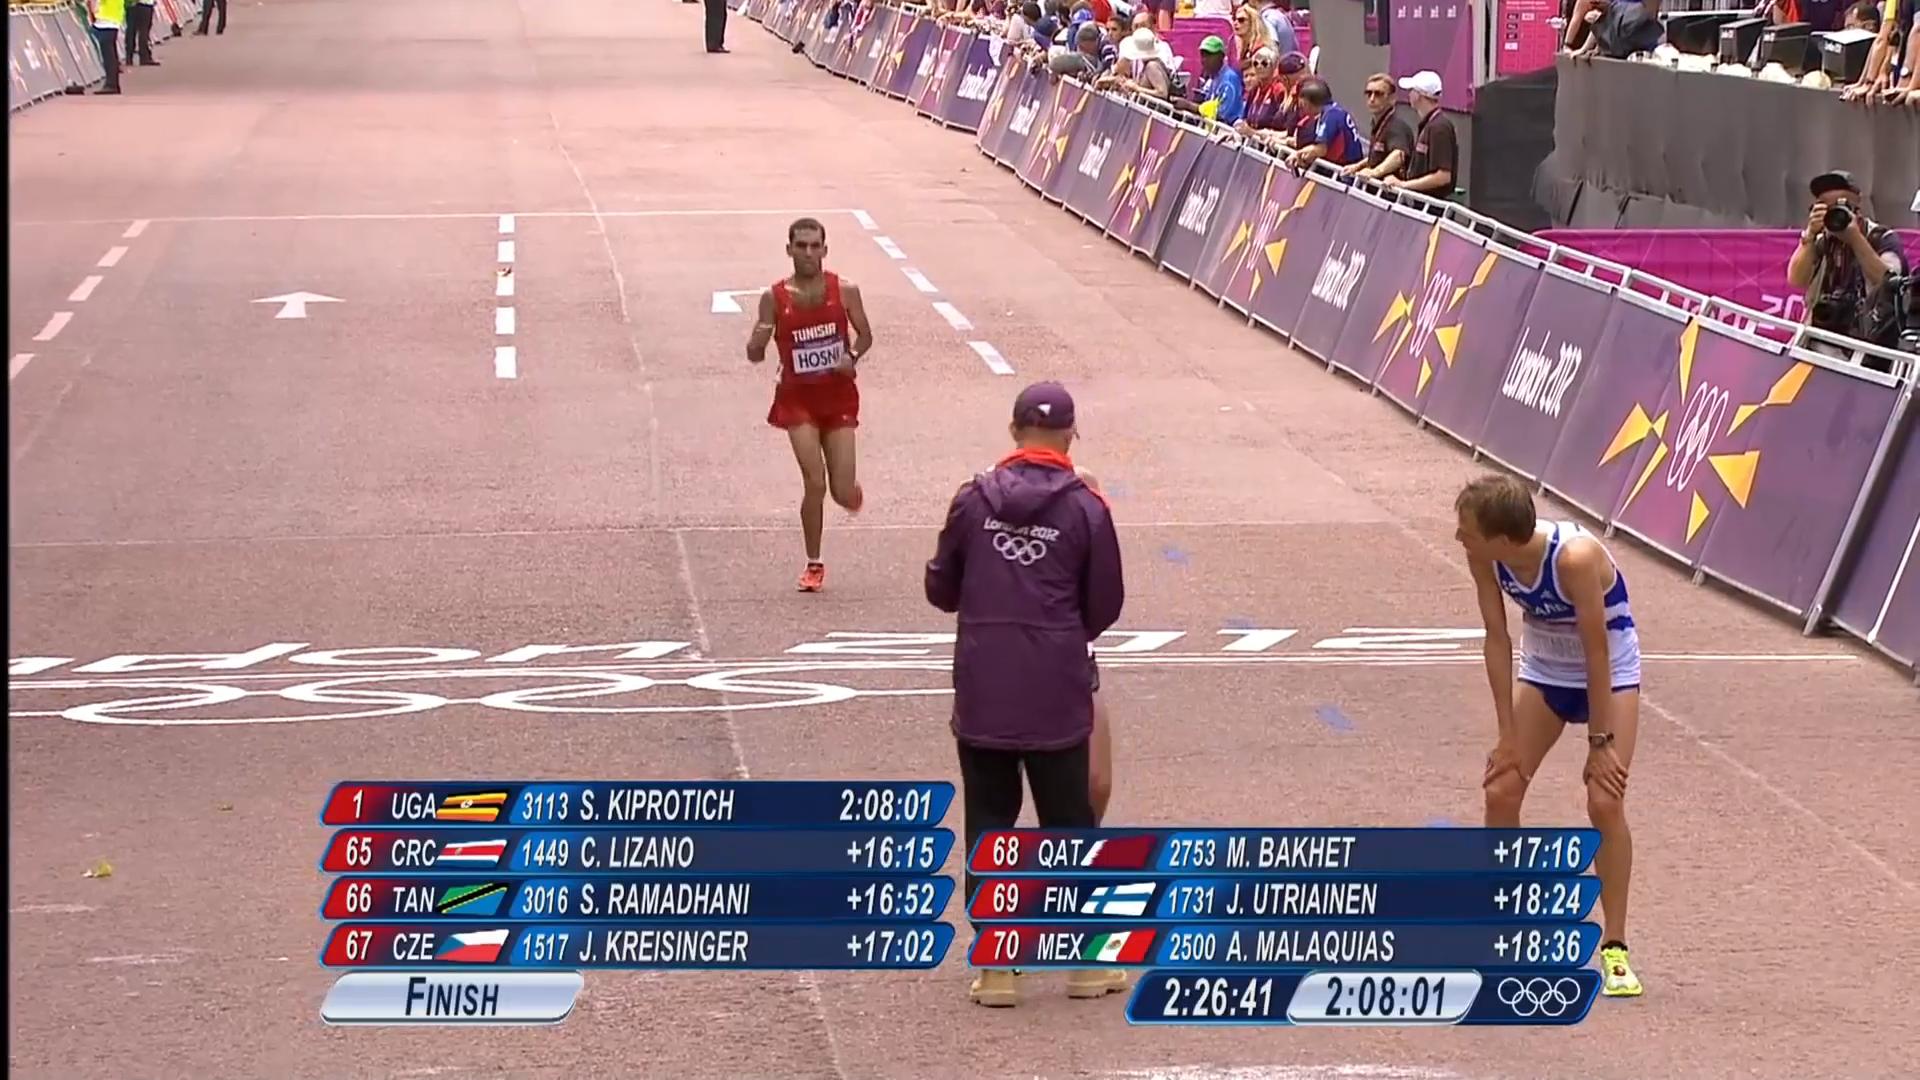 london 2012
london 2012
london 2012
london 2012
TUNISIA
HOSNI
London 2012
ndon 2012
1 UGA 3113 S. KIPROTICH 2:08:01
65 CRC 1449 C. LIZANO +16:15
66 TAN 3016 S. RAMADHANI +16:52
67 CZE 1517 J. KREISINGER +17:02
68 QAT 2753 M. BAKHET +17:16
69 FIN 1731 J. UTRIAINEN +18:24
70 MEX 2500 A. MALAQUIAS +18:36
FINISH
2:26:41 2:08:01